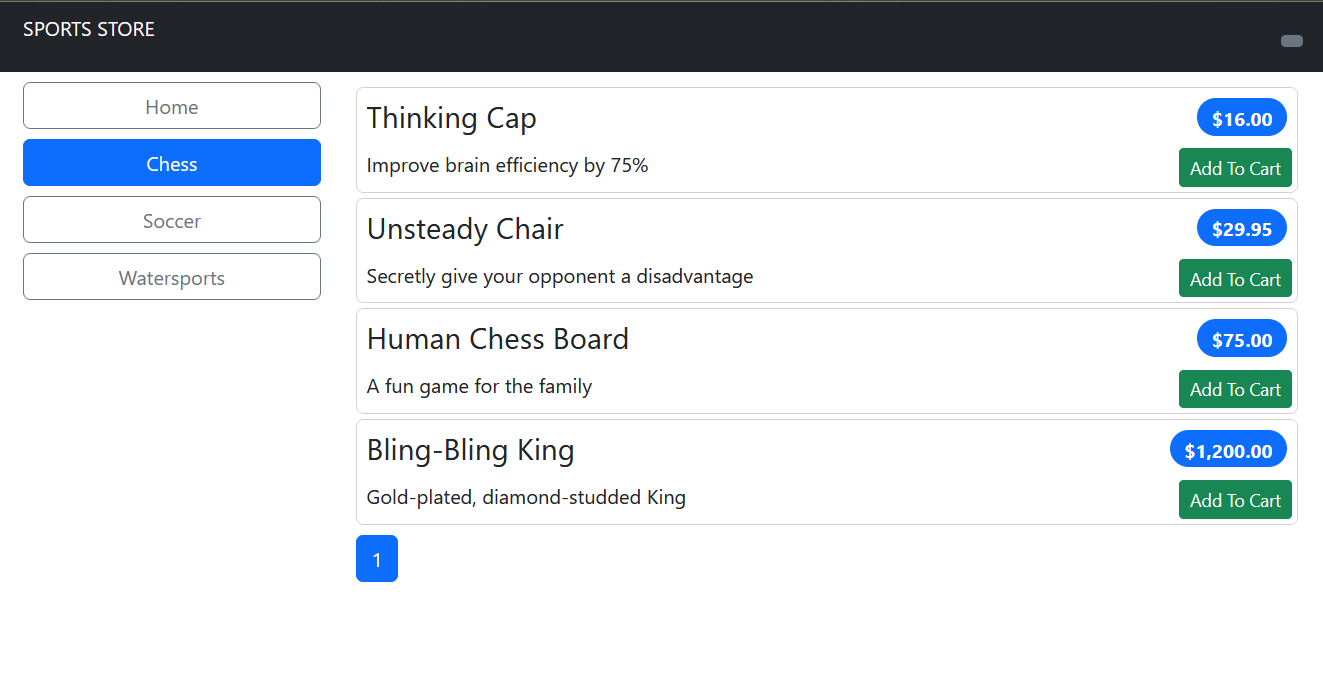 SPORTS STORE
Home
Chess
Soccer
Watersports
Thinking Cap
$16.00
Improve brain efficiency by 75%
Add To Cart
Unsteady Chair
$29.95
Secretly give your opponent a disadvantage
Add To Cart
Human Chess Board
$75.00
A fun game for the family
Add To Cart
Bling-Bling King
$1,200.00
Gold-plated, diamond-studded King
Add To Cart
1